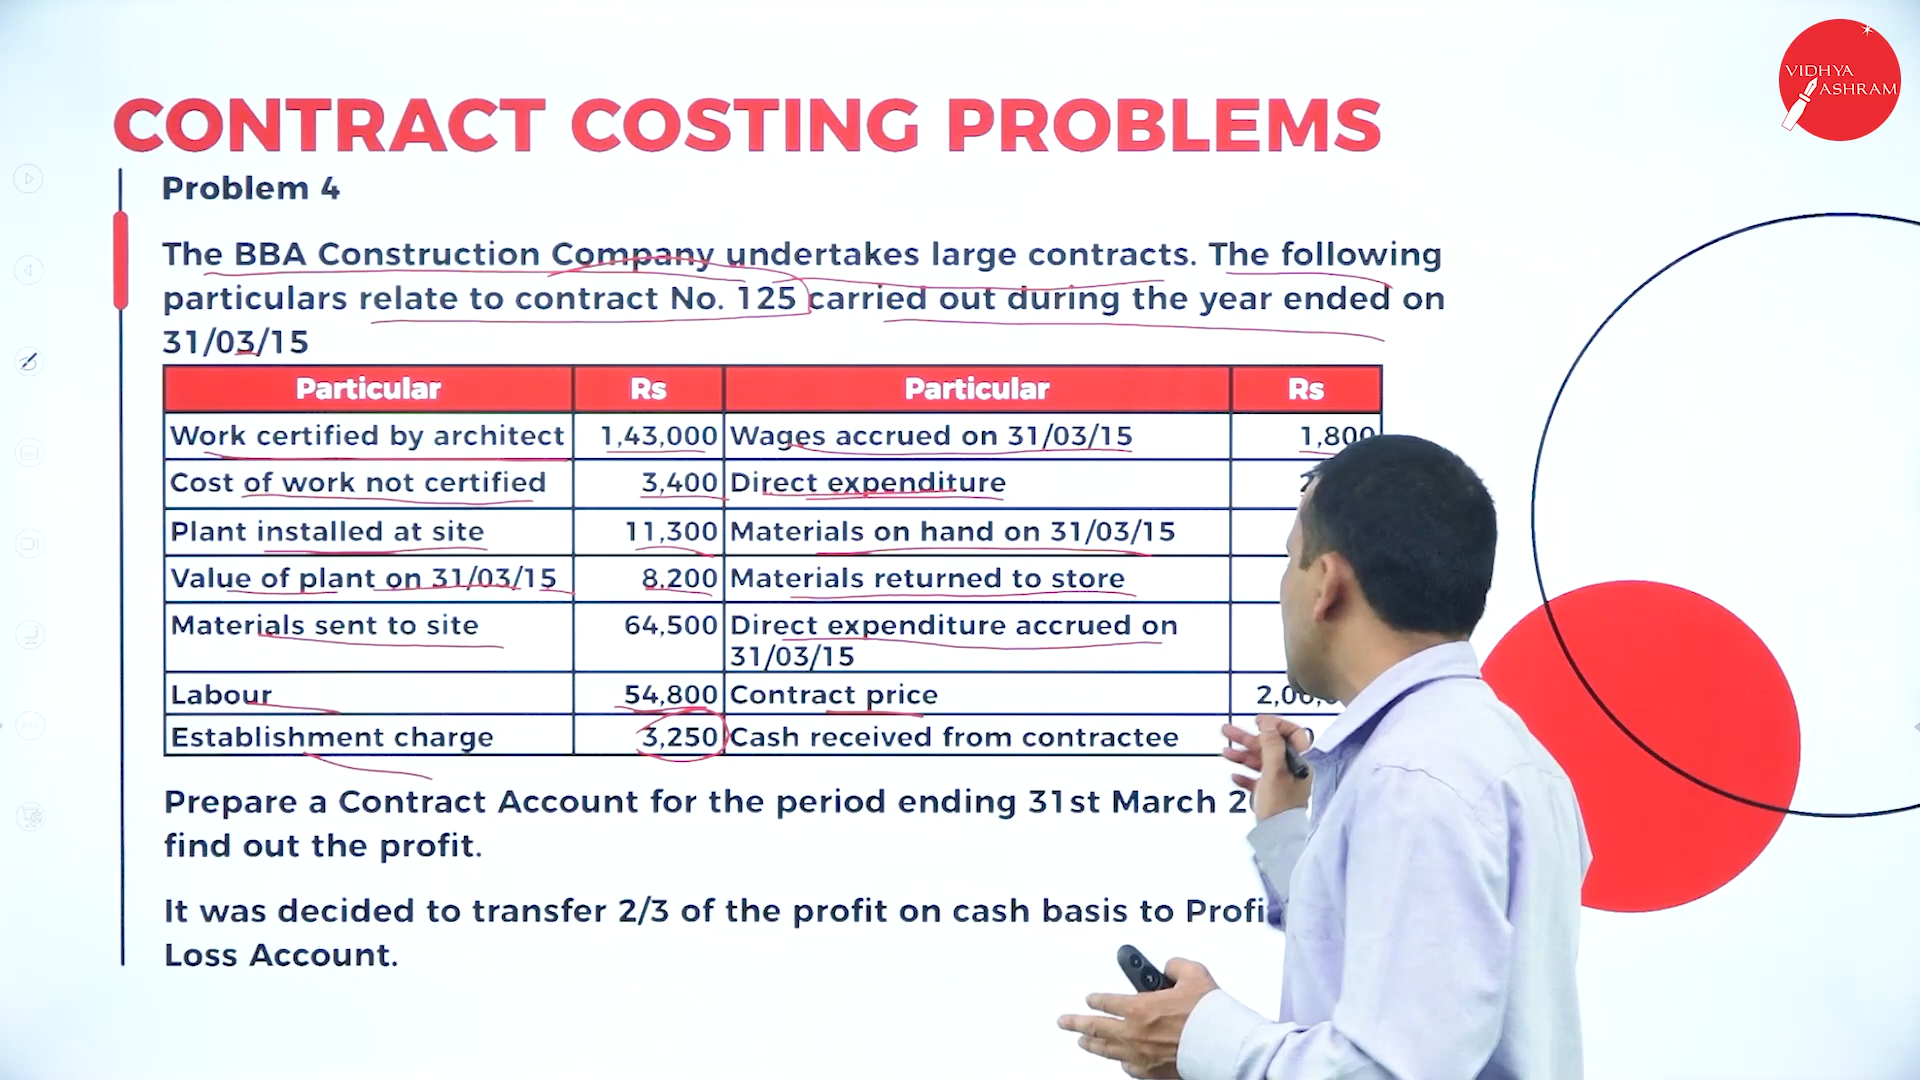 VIDHYA
ASHRAM
CONTRACT COSTING PROBLEMS
Problem 4
The BBA Construction Company undertakes large contracts. The following
particulars relate to contract No. 125 carried out during the year ended on
31/03/15
Particular Rs Particular Rs
Work certified by architect 1,43,000 Wages accrued on 31/03/15 1,800
Cost of work not certified 3,400 Direct expenditure
Plant installed at site 11,300 Materials on hand on 31/03/15
Value of plant on 31/03/15 8,200 Materials returned to store
Materials sent to site 64,500 Direct expenditure accrued on
31/03/15
Labour 54,800 Contract price
Establishment charge 3,250 Cash received from contractee
Prepare a Contract Account for the period ending 31st March
find out the profit.
It was decided to transfer 2/3 of the profit on cash basis to
Loss Account.